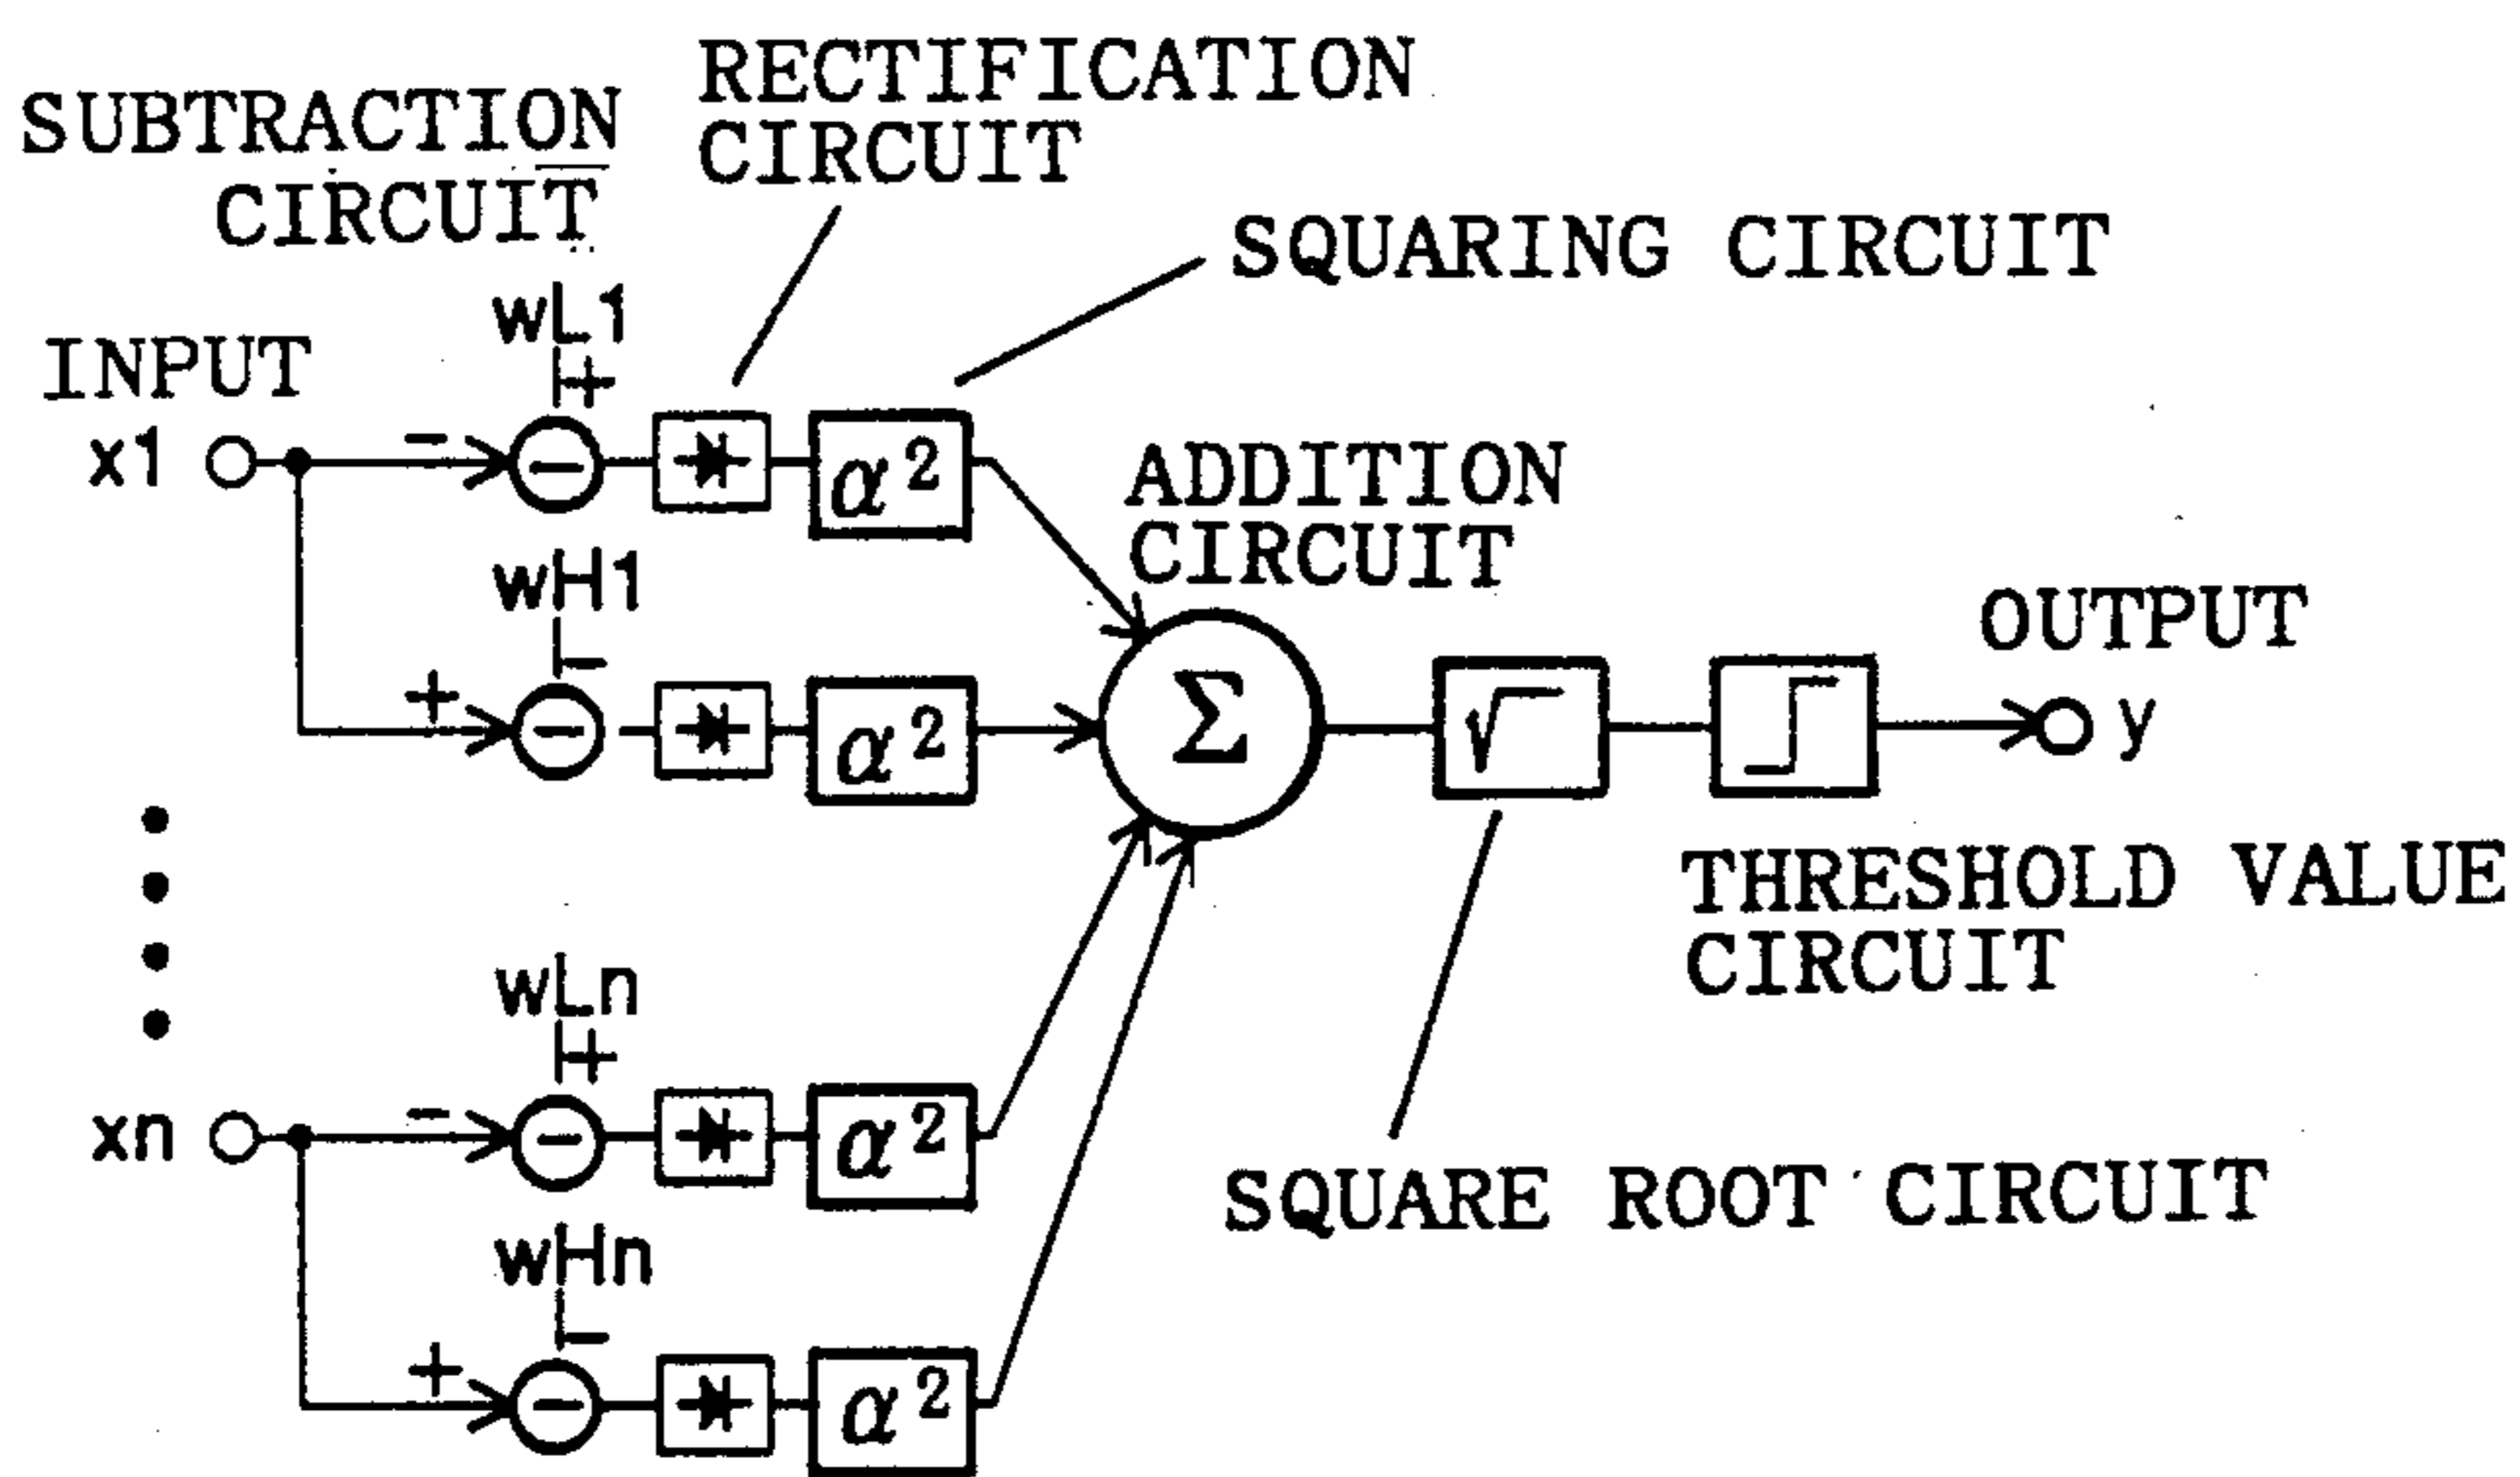 SUBTRACTION
CIRCUIT
RECTIFICATION
CIRCUIT
SQUARING CIRCUIT
INPUT
wL1
+
x1
-
-
α²
wH1
-
+
-
α²
ADDITION
CIRCUIT
Σ
√
OUTPUT
y
THRESHOLD VALUE
CIRCUIT
SQUARE ROOT CIRCUIT
wLn
+
xn
-
-
α²
wHn
-
+
-
α²